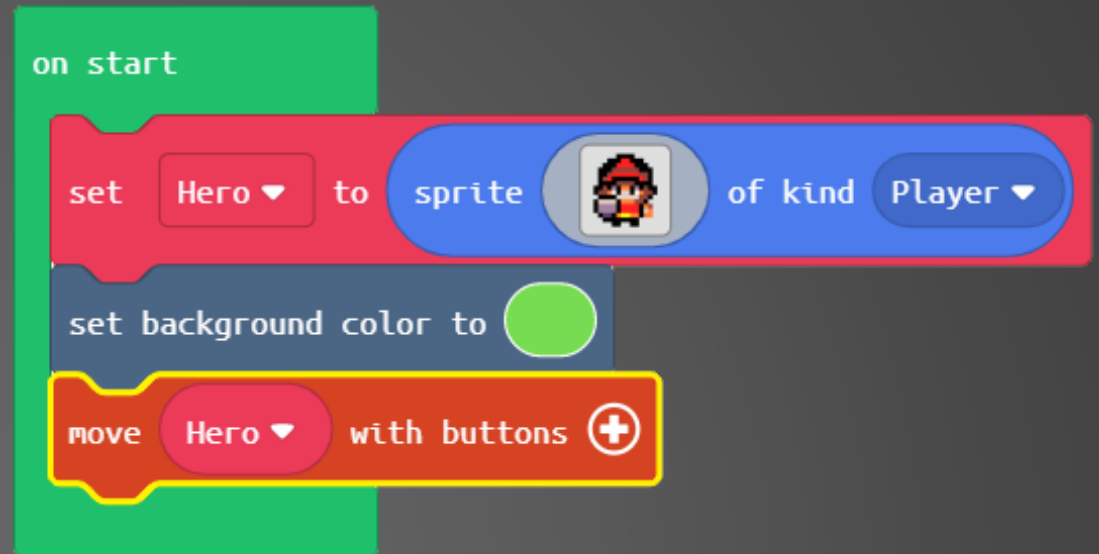 on start
set Hero to sprite of kind Player
set background color to
move Hero with buttons